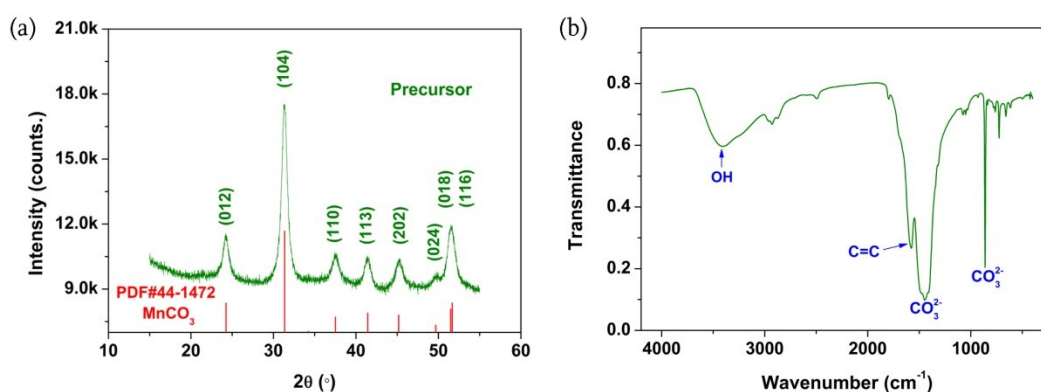 (a)
21.0k
18.0k
15.0k
12.0k
9.0k
Intensity (counts.)
(012)
(104)
(110)
(113)
(202)
(024)
(018)
(116)
Precursor
PDF#44-1472
MnCO3
10
20
30
40
50
60
2θ (◦)
(b)
0.8
0.6
0.4
0.2
0.0
Transmittance
OH
C=C
CO3^2-
CO3^2-
4000
3000
2000
1000
Wavenumber (cm-1)